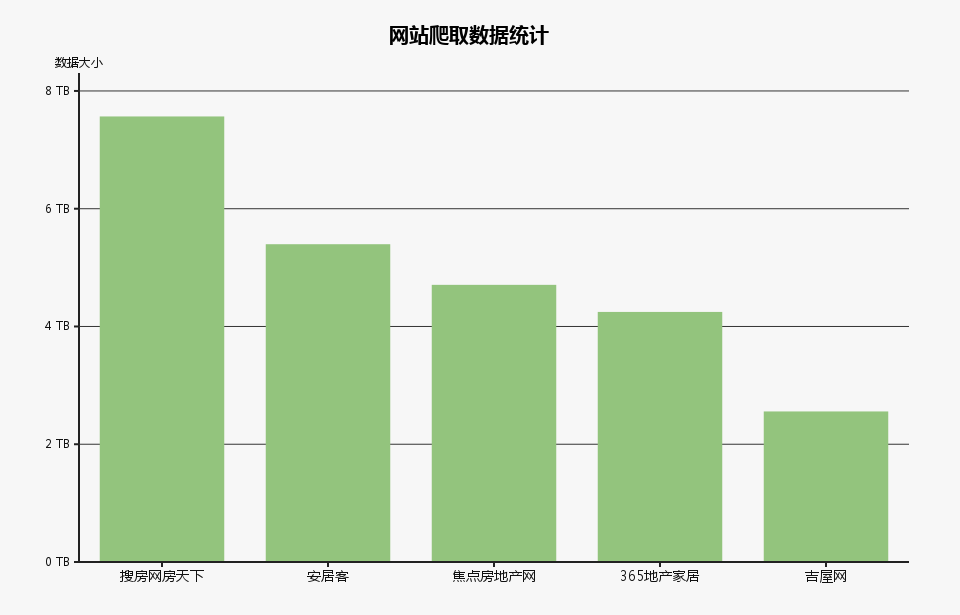 网站爬取数据统计
数据大小
8 TB
6 TB
4 TB
2 TB
0 TB
搜房网房天下
安居客
焦点房地产网
365地产家居
吉屋网